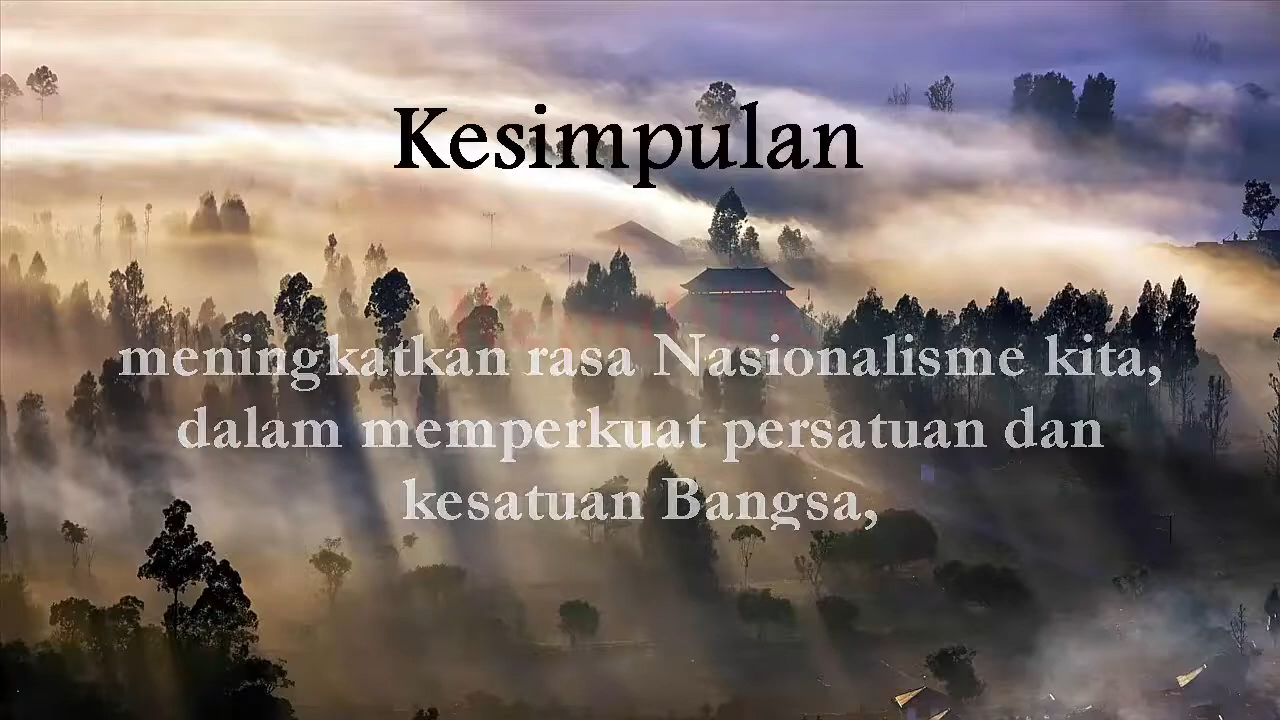 Kesimpulan
meningkatkan rasa Nasionalisme kita,
dalam memperkuat persatuan dan
kesatuan Bangsa,